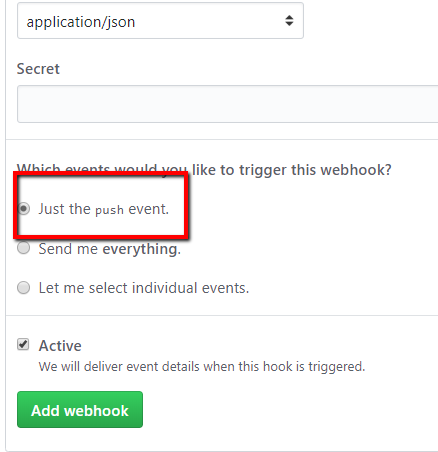 application/json
Secret
Which events would you like to trigger this webhook?
Just the push event.
Send me everything.
Let me select individual events.
Active
We will deliver event details when this hook is triggered.
Add webhook